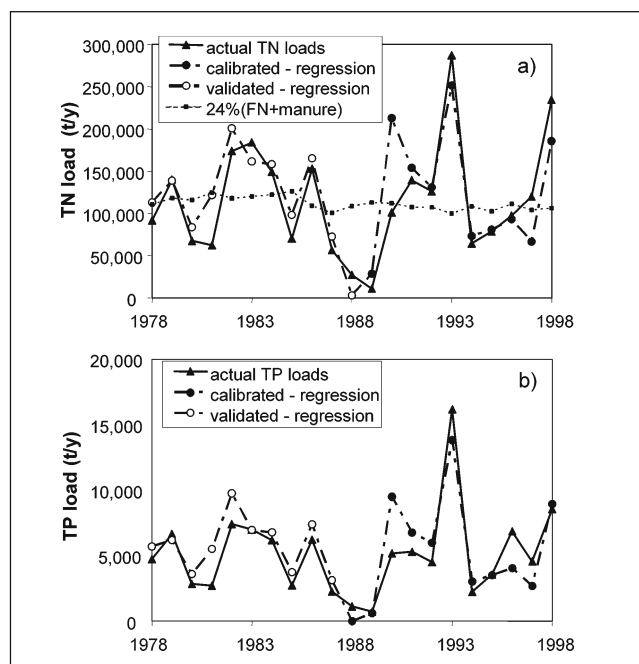 300,000
250,000
200,000
150,000
100,000
50,000
0
TN load (t/y)
actual TN loads
calibrated - regression
validated - regression
24%(FN+manure)
a)
1978
1983
1988
1993
1998
20,000
15,000
10,000
5,000
0
TP load (t/y)
actual TP loads
calibrated - regression
validated - regression
b)
1978
1983
1988
1993
1998